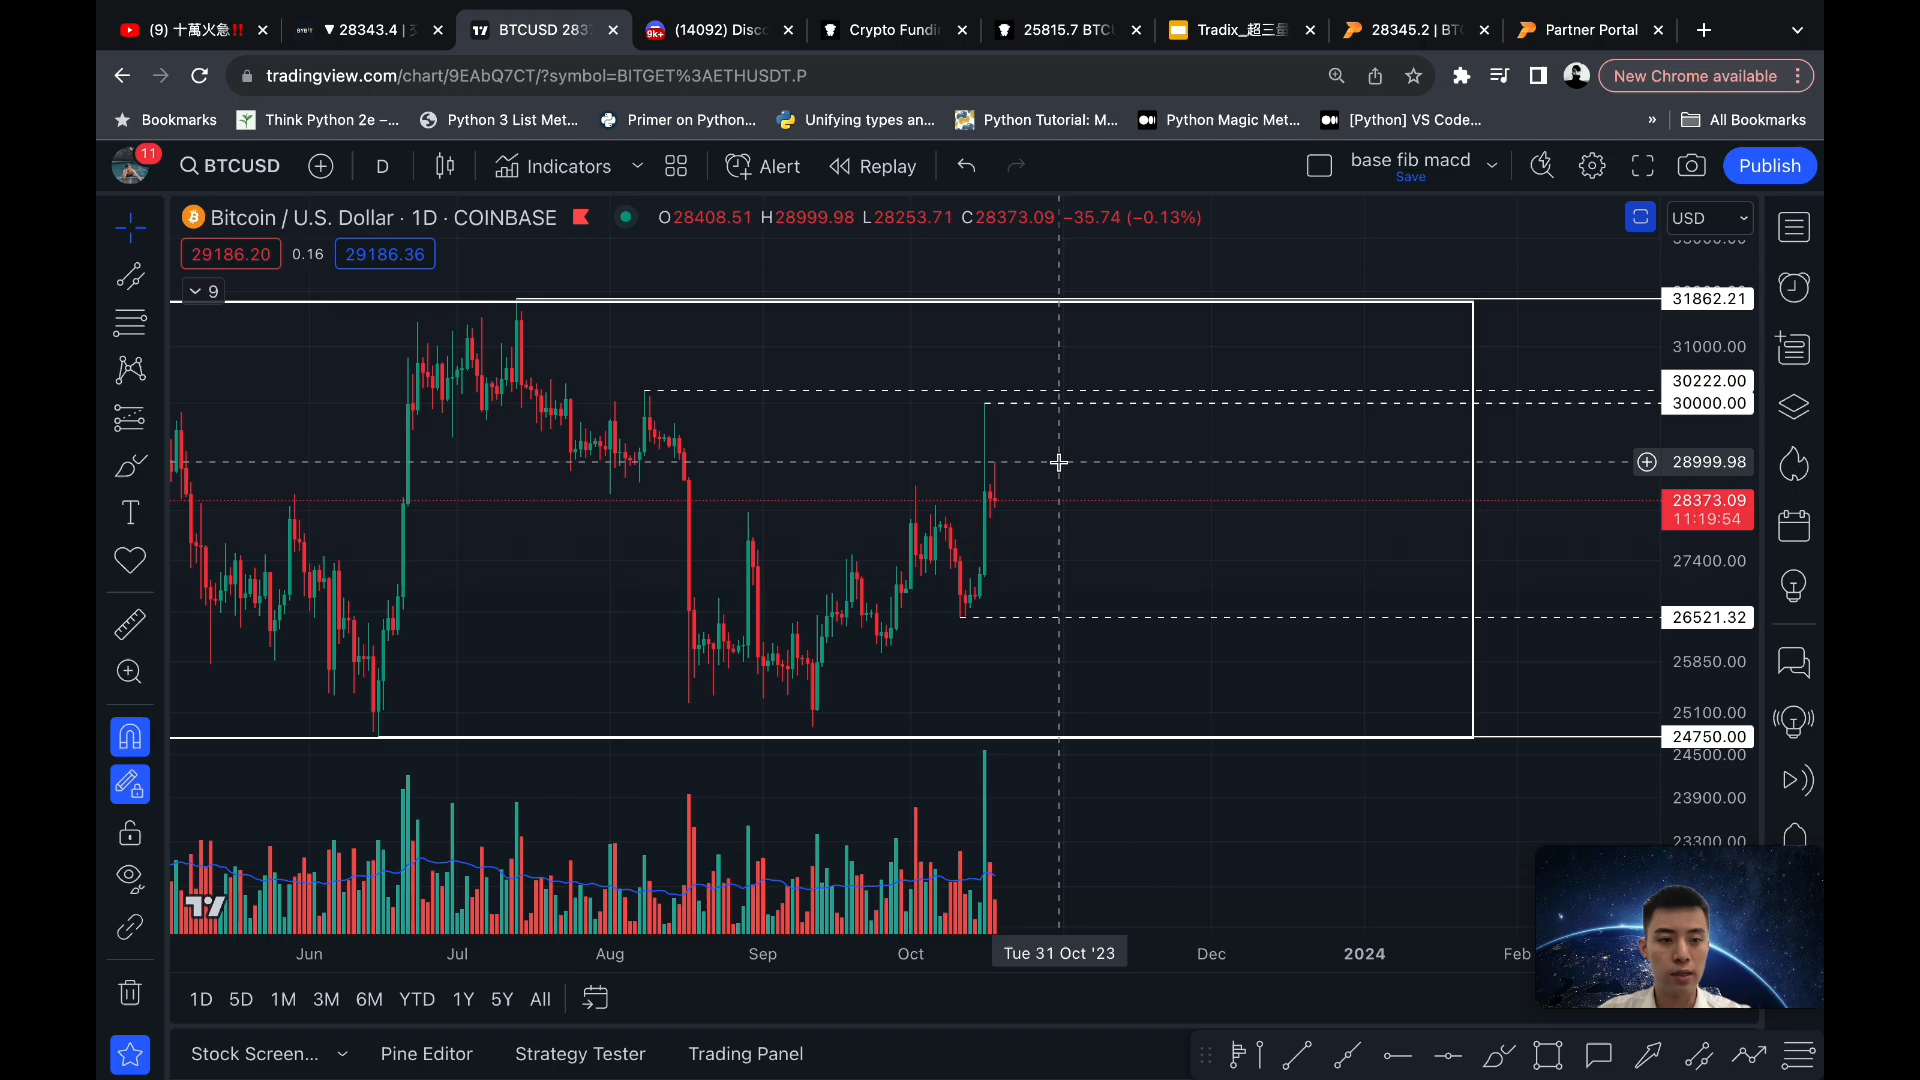 (9) 十萬火急‼️
BYBIT ▼ 28343.4 | 交
BTCUSD 283
9k+ (14092) Disc
Crypto Fundi
25815.7 BTC
Tradix_超三量
28345.2 | BT
Partner Portal
tradingview.com/chart/9EAbQ7CT/?symbol=BITGET%3AETHUSDT.P
New Chrome available
Bookmarks
Think Python 2e –...
Python 3 List Met...
Primer on Python...
Unifying types an...
Python Tutorial: M...
Python Magic Met...
[Python] VS Code...
»
All Bookmarks
11
BTCUSD
D
Indicators
Alert
Replay
base fib macd
Save
Publish
Bitcoin / U.S. Dollar · 1D · COINBASE
O28408.51 H28999.98 L28253.71 C28373.09 −35.74 (−0.13%)
USD
29186.20 0.16 29186.36
9
33000.00
31862.21
31000.00
30222.00
30000.00
28999.98
28373.09
11:19:54
27400.00
26521.32
25850.00
25100.00
24750.00
24500.00
23900.00
23300.00
Jun Jul Aug Sep Oct Tue 31 Oct '23 Dec 2024 Feb
1D 5D 1M 3M 6M YTD 1Y 5Y All
Stock Screen... Pine Editor Strategy Tester Trading Panel